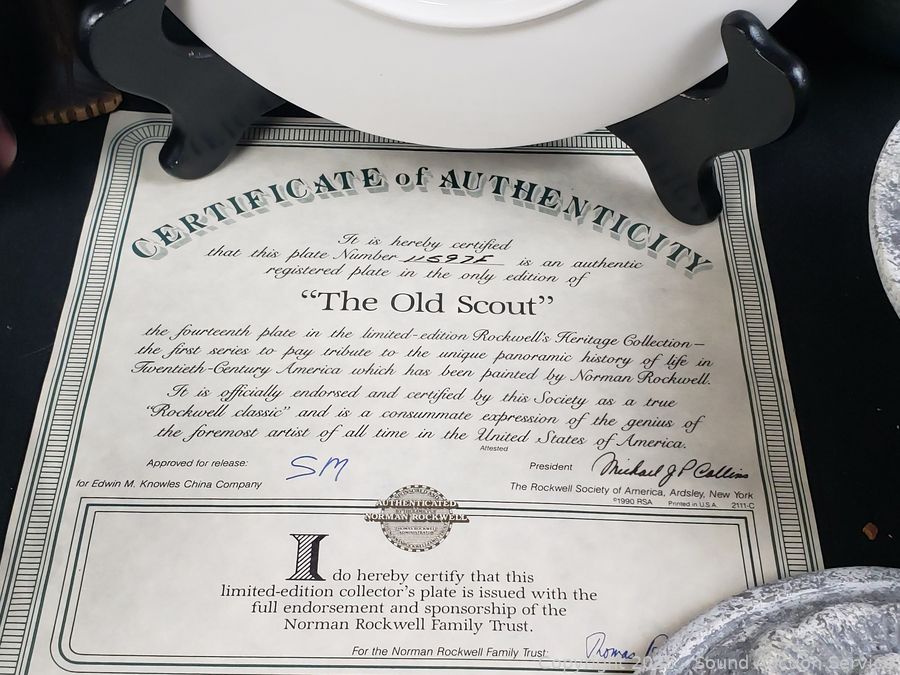 CERTIFICATE of AUTHENTICITY
It is hereby certified
that this plate Number is an authentic
registered plate in the only edition of
"The Old Scout"
the fourteenth plate in the limited-edition Rockwell's Heritage Collection—
the first series to pay tribute to the unique panoramic history of life in
Twentieth-Century America which has been painted by Norman Rockwell.
It is officially endorsed and certified by this Society as a true
"Rockwell classic" and is a consummate expression of the genius of
the foremost artist of all time in the United States of America.
Attested
Approved for release: SM
President Michael J P Collins
for Edwin M. Knowles China Company
The Rockwell Society of America, Ardsley, New York
©1990 RSA Printed in U.S.A. 2111-C
AUTHENTICATED
NORMAN ROCKWELL
I do hereby certify that this
limited-edition collector's plate is issued with the
full endorsement and sponsorship of the
Norman Rockwell Family Trust.
For the Norman Rockwell Family Trust: Thomas
Copyright Sound Auction Service